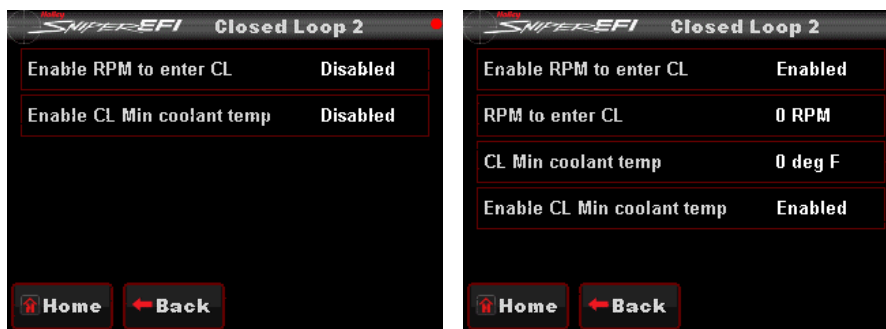 Holley
SNIPER EFI Closed Loop 2
Enable RPM to enter CL Disabled
Enable CL Min coolant temp Disabled
Home Back
Holley
SNIPER EFI Closed Loop 2
Enable RPM to enter CL Enabled
RPM to enter CL 0 RPM
CL Min coolant temp 0 deg F
Enable CL Min coolant temp Enabled
Home Back